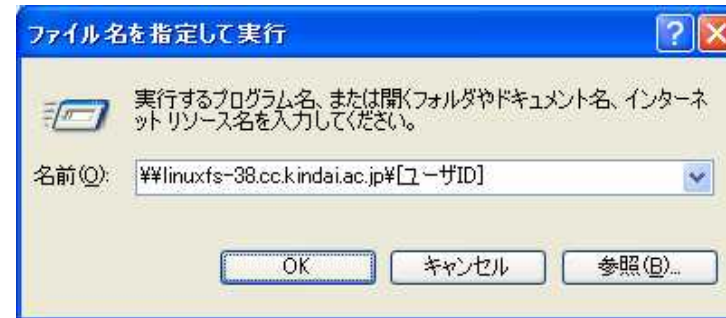 ファイル名を指定して実行
実行するプログラム名、または開くフォルダやドキュメント名、インターネ
ット リソース名を入力してください。
名前(O): ¥¥linuxfs-38.cc.kindai.ac.jp¥[ユーザID]
OK キャンセル 参照(B)...